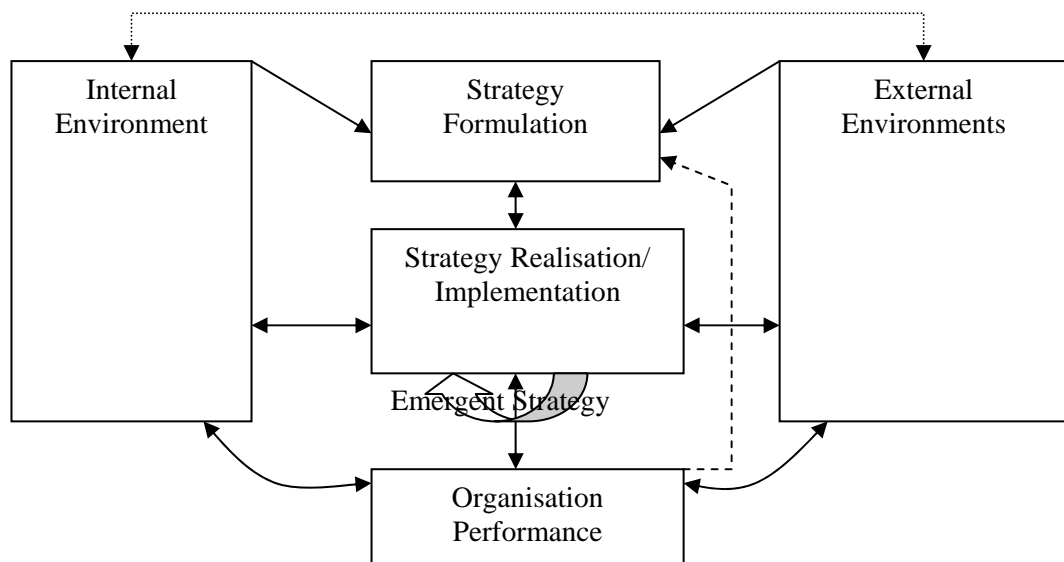 Internal
Environment
Strategy
Formulation
External
Environments
Strategy Realisation/
Implementation
Emergent Strategy
Organisation
Performance